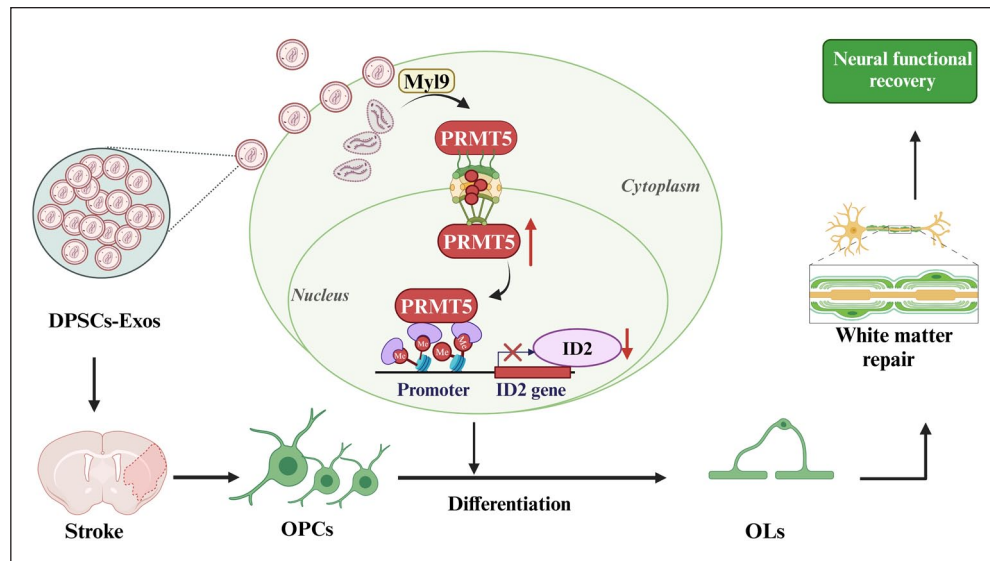 Neural functional
recovery
Myl9
PRMT5
Cytoplasm
PRMT5
Nucleus
PRMT5
DPSCs-Exos
Me
Me
Me
Me
ID2
Promoter
ID2 gene
White matter
repair
Stroke
OPCs
Differentiation
OLs